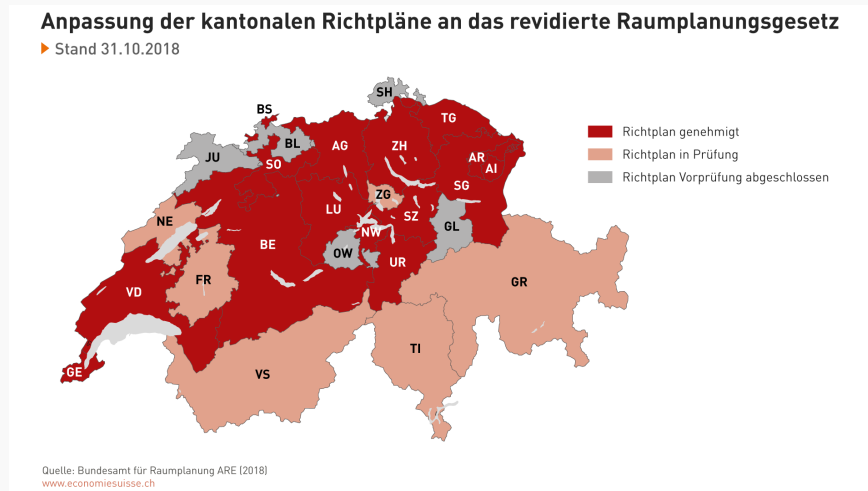 Anpassung der kantonalen Richtpläne an das revidierte Raumplanungsgesetz
Stand 31.10.2018
SH
BS
TG
BL
AG
ZH
JU
SO
AR
AI
SG
ZG
LU
SZ
NE
NW
GL
BE
OW
UR
FR
GR
VD
TI
GE
VS
Richtplan genehmigt
Richtplan in Prüfung
Richtplan Vorprüfung abgeschlossen
Quelle: Bundesamt für Raumplanung ARE (2018)
www.economiesuisse.ch